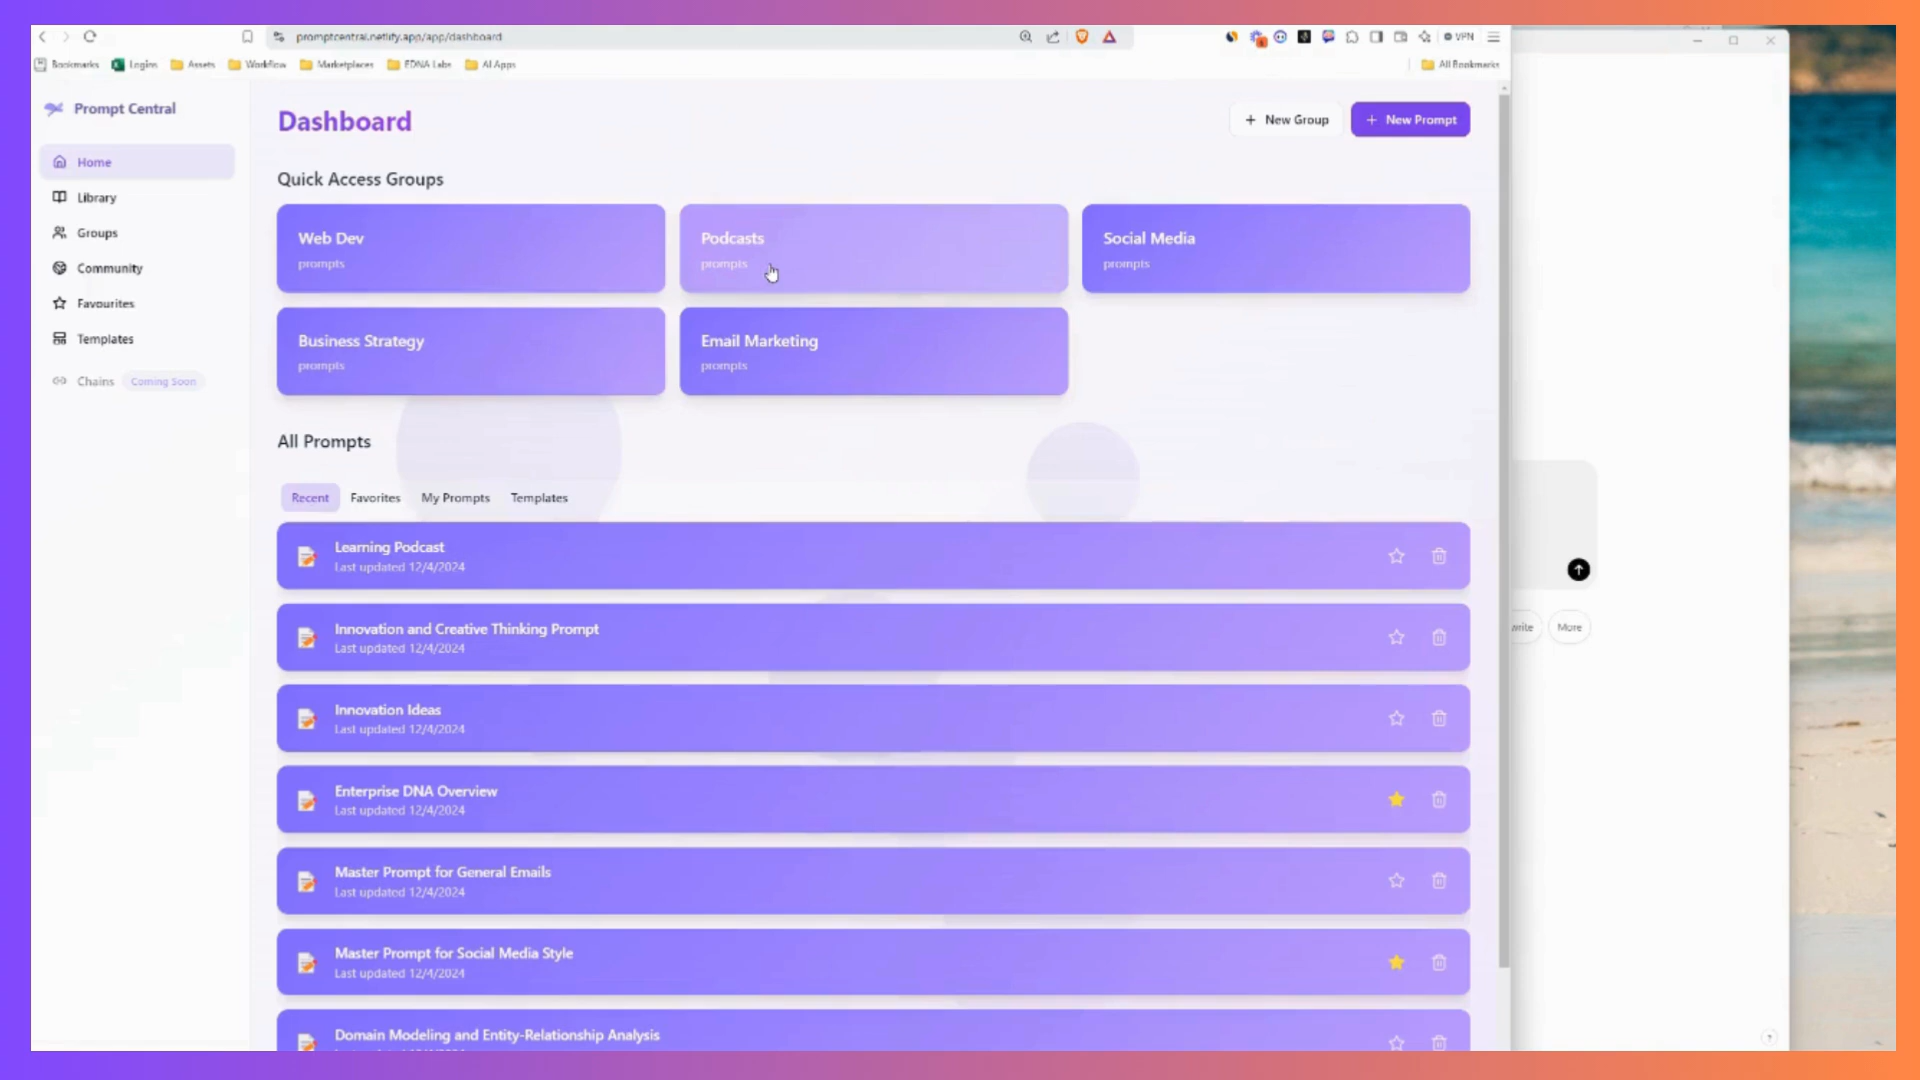 promptcentral.netlify.app/app/dashboard
VPN
Bookmarks
Logins
Assets
Workflow
Marketplaces
EDNA Labs
AI Apps
All Bookmarks
Prompt Central
Home
Library
Groups
Community
Favourites
Templates
Chains
Coming Soon
Dashboard
+ New Group
+ New Prompt
Quick Access Groups
Web Dev
prompts
Podcasts
prompts
Social Media
prompts
Business Strategy
prompts
Email Marketing
prompts
All Prompts
Recent
Favorites
My Prompts
Templates
Learning Podcast
Last updated 12/4/2024
Innovation and Creative Thinking Prompt
Last updated 12/4/2024
Innovation Ideas
Last updated 12/4/2024
Enterprise DNA Overview
Last updated 12/4/2024
Master Prompt for General Emails
Last updated 12/4/2024
Master Prompt for Social Media Style
Last updated 12/4/2024
Domain Modeling and Entity-Relationship Analysis
write
More
?